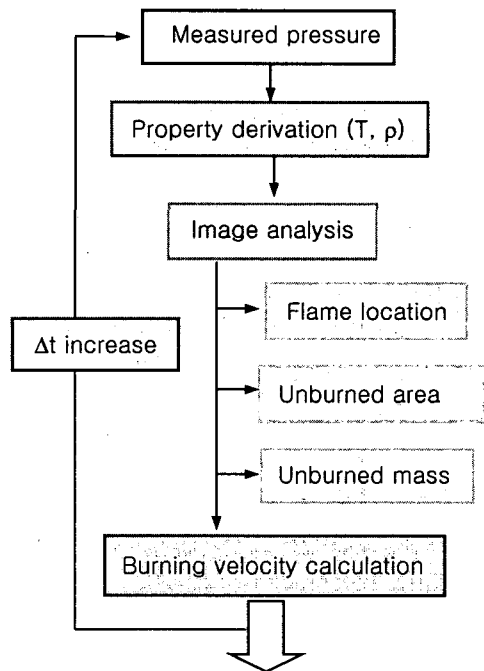 Measured pressure
Property derivation (T, ρ)
Image analysis
Flame location
Δt increase
Unburned area
Unburned mass
Burning velocity calculation